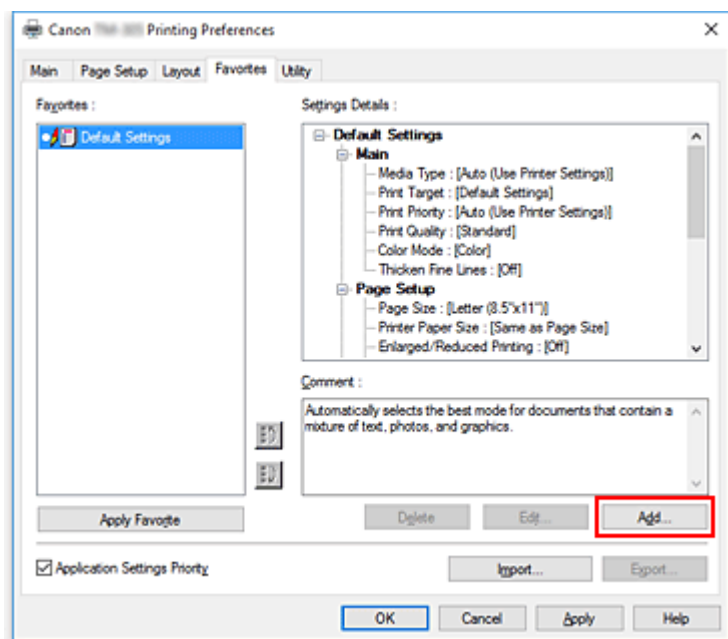 Canon Printing Preferences
Main Page Setup Layout Favorites Utility
Favorites :
Default Settings
Settings Details :
Default Settings
Main
Media Type : [Auto (Use Printer Settings)]
Print Target : [Default Settings]
Print Priority : [Auto (Use Printer Settings)]
Print Quality : [Standard]
Color Mode : [Color]
Thicken Fine Lines : [Off]
Page Setup
Page Size : [Letter (8.5"x11")]
Printer Paper Size : [Same as Page Size]
Enlarged/Reduced Printing : [Off]
Comment :
Automatically selects the best mode for documents that contain a
mixture of text, photos, and graphics.
Apply Favorite
Delete Edit... Add...
Application Settings Priority
Import... Export...
OK Cancel Apply Help